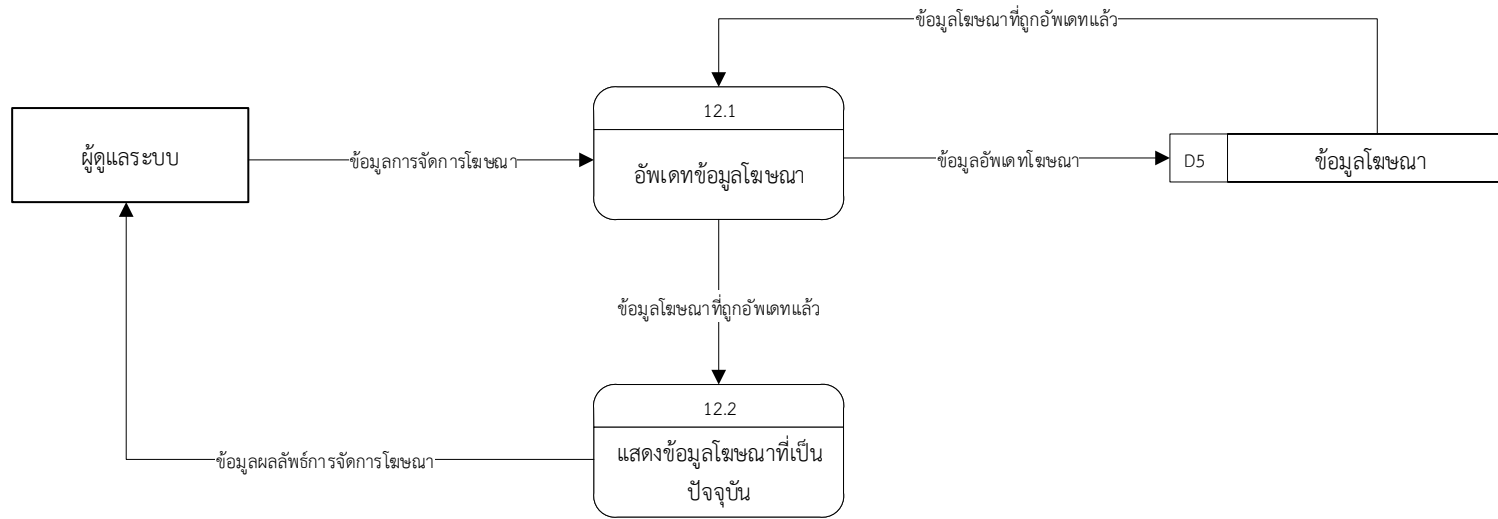 ข้อมูลโฆษณาที่ถูกอัพเดทแล้ว
12.1
ผู้ดูแลระบบ
ข้อมูลการจัดการโฆษณา
อัพเดทข้อมูลโฆษณา
ข้อมูลอัพเดทโฆษณา
D5
ข้อมูลโฆษณา
ข้อมูลโฆษณาที่ถูกอัพเดทแล้ว
12.2
แสดงข้อมูลโฆษณาที่เป็น
ปัจจุบัน
ข้อมูลผลลัพธ์การจัดการโฆษณา